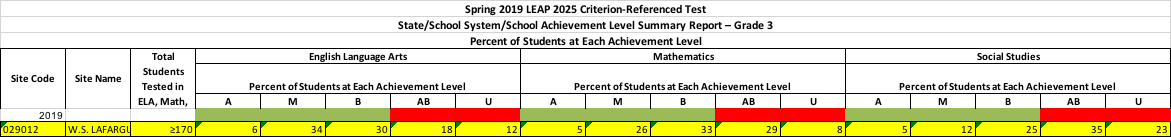 Spring 2019 LEAP 2025 Criterion-Referenced Test
State/School System/School Achievement Level Summary Report – Grade 3
Percent of Students at Each Achievement Level
Site Code Site Name Total Students Tested in ELA, Math, English Language Arts Mathematics Social Studies
Percent of Students at Each Achievement Level Percent of Students at Each Achievement Level Percent of Students at Each Achievement Level
A M B AB U A M B AB U A M B AB U
2019
029012 W.S. LAFARGU ≥170 6 34 30 18 12 5 26 33 29 8 5 12 25 35 23